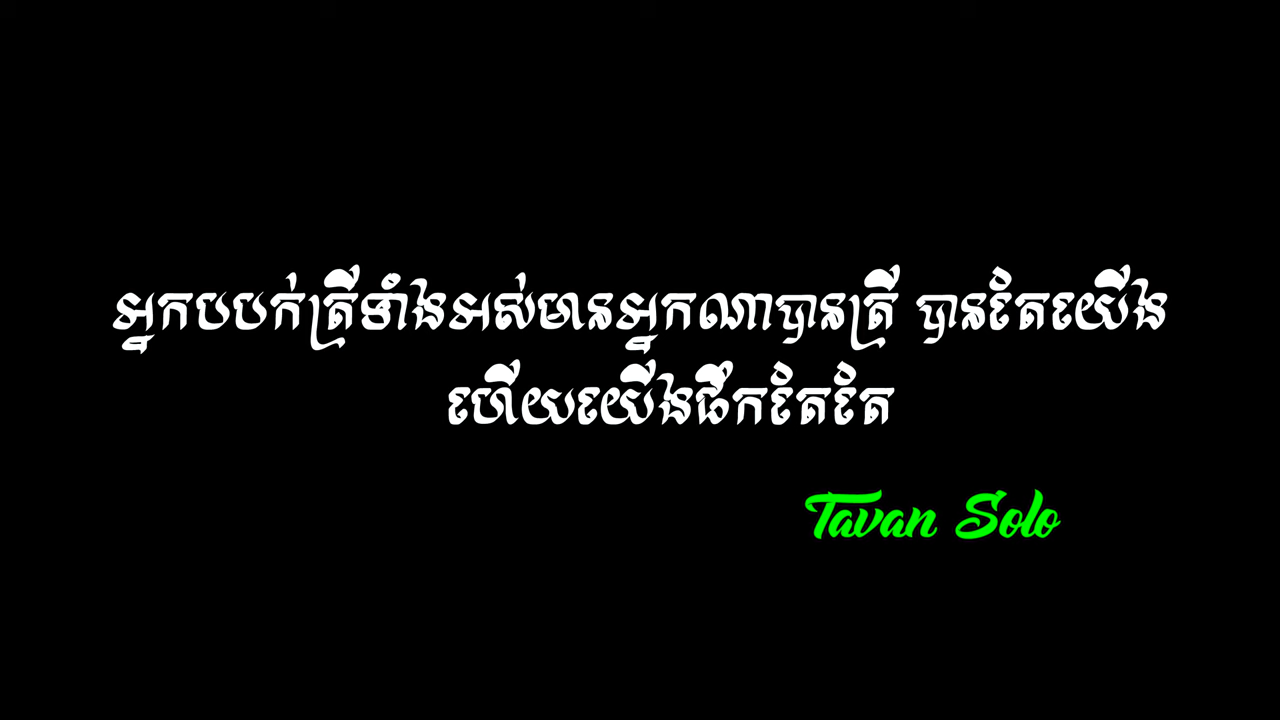 អ្នកបបក់ត្រីទាំងអស់មានអ្នកណាបានត្រី បានតែយើង
ហើយយើងផឹកតែតែ
Tavan Solo